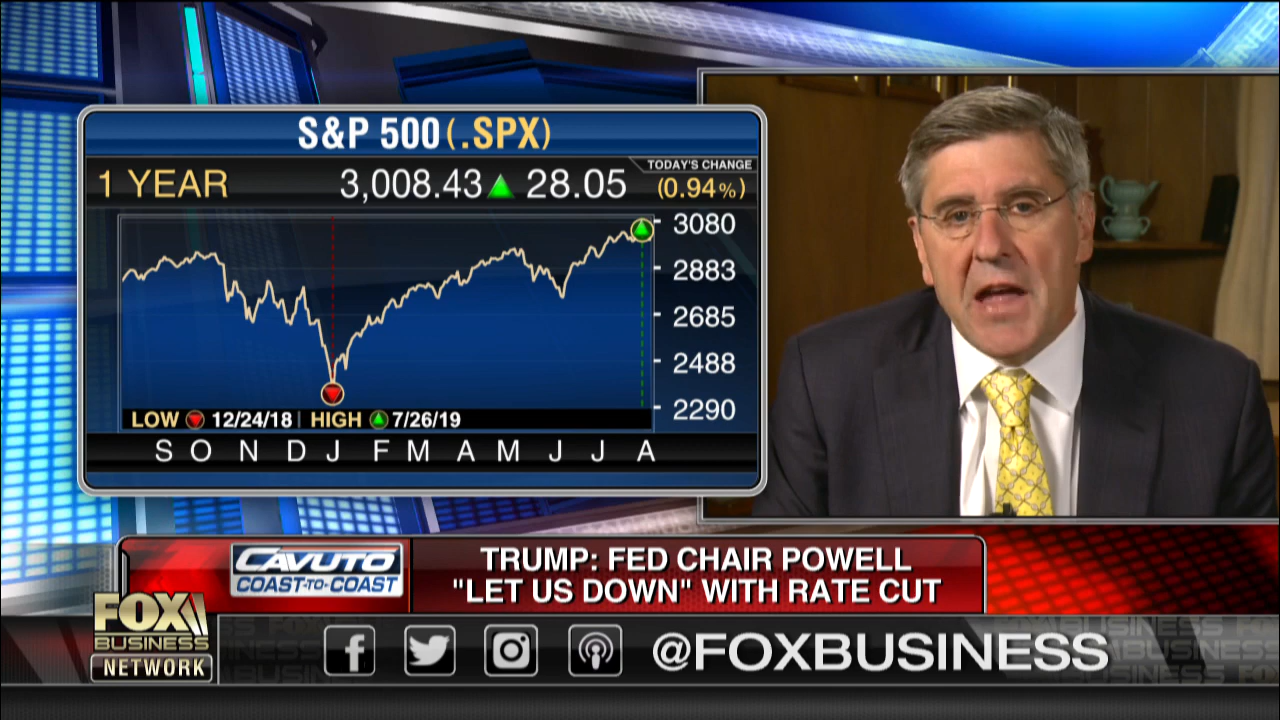 S&P 500 (.SPX)
1 YEAR 3,008.43 28.05
TODAY'S CHANGE
(0.94%)
3080
2883
2685
2488
2290
LOW 12/24/18 | HIGH 7/26/19
S O N D J F M A M J J A
CAVUTO
COAST-TO-COAST
TRUMP: FED CHAIR POWELL
"LET US DOWN" WITH RATE CUT
FOX
BUSINESS
NETWORK
@FOXBUSINESS